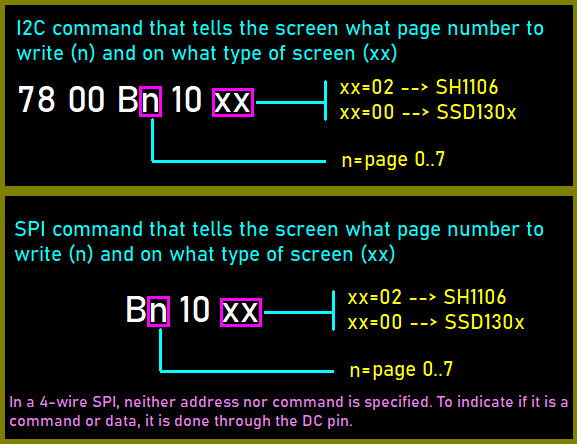 I2C command that tells the screen what page number to
write (n) and on what type of screen (xx)
78 00 Bn 10 xx
xx=02 --> SH1106
xx=00 --> SSD130x
n=page 0..7
SPI command that tells the screen what page number to
write (n) and on what type of screen (xx)
Bn 10 xx
xx=02 --> SH1106
xx=00 --> SSD130x
n=page 0..7
In a 4-wire SPI, neither address nor command is specified. To indicate if it is a
command or data, it is done through the DC pin.